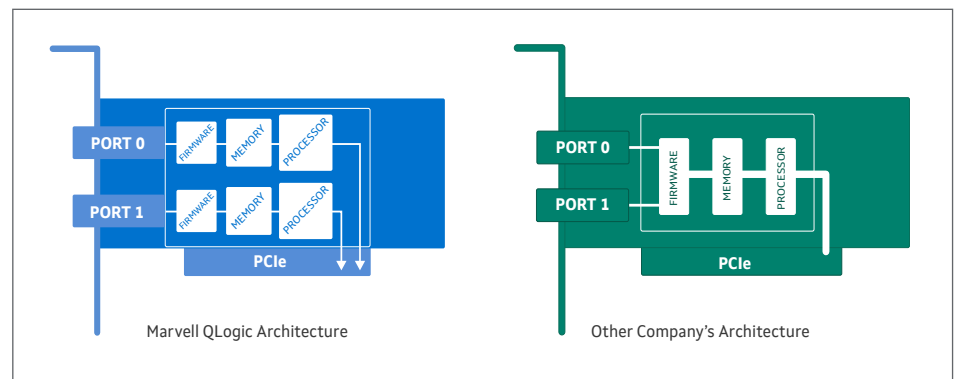 PORT 0
FIRMWARE
MEMORY
PROCESSOR
PORT 1
FIRMWARE
MEMORY
PROCESSOR
PCIe
Marvell QLogic Architecture
PORT 0
PORT 1
FIRMWARE
MEMORY
PROCESSOR
PCIe
Other Company's Architecture